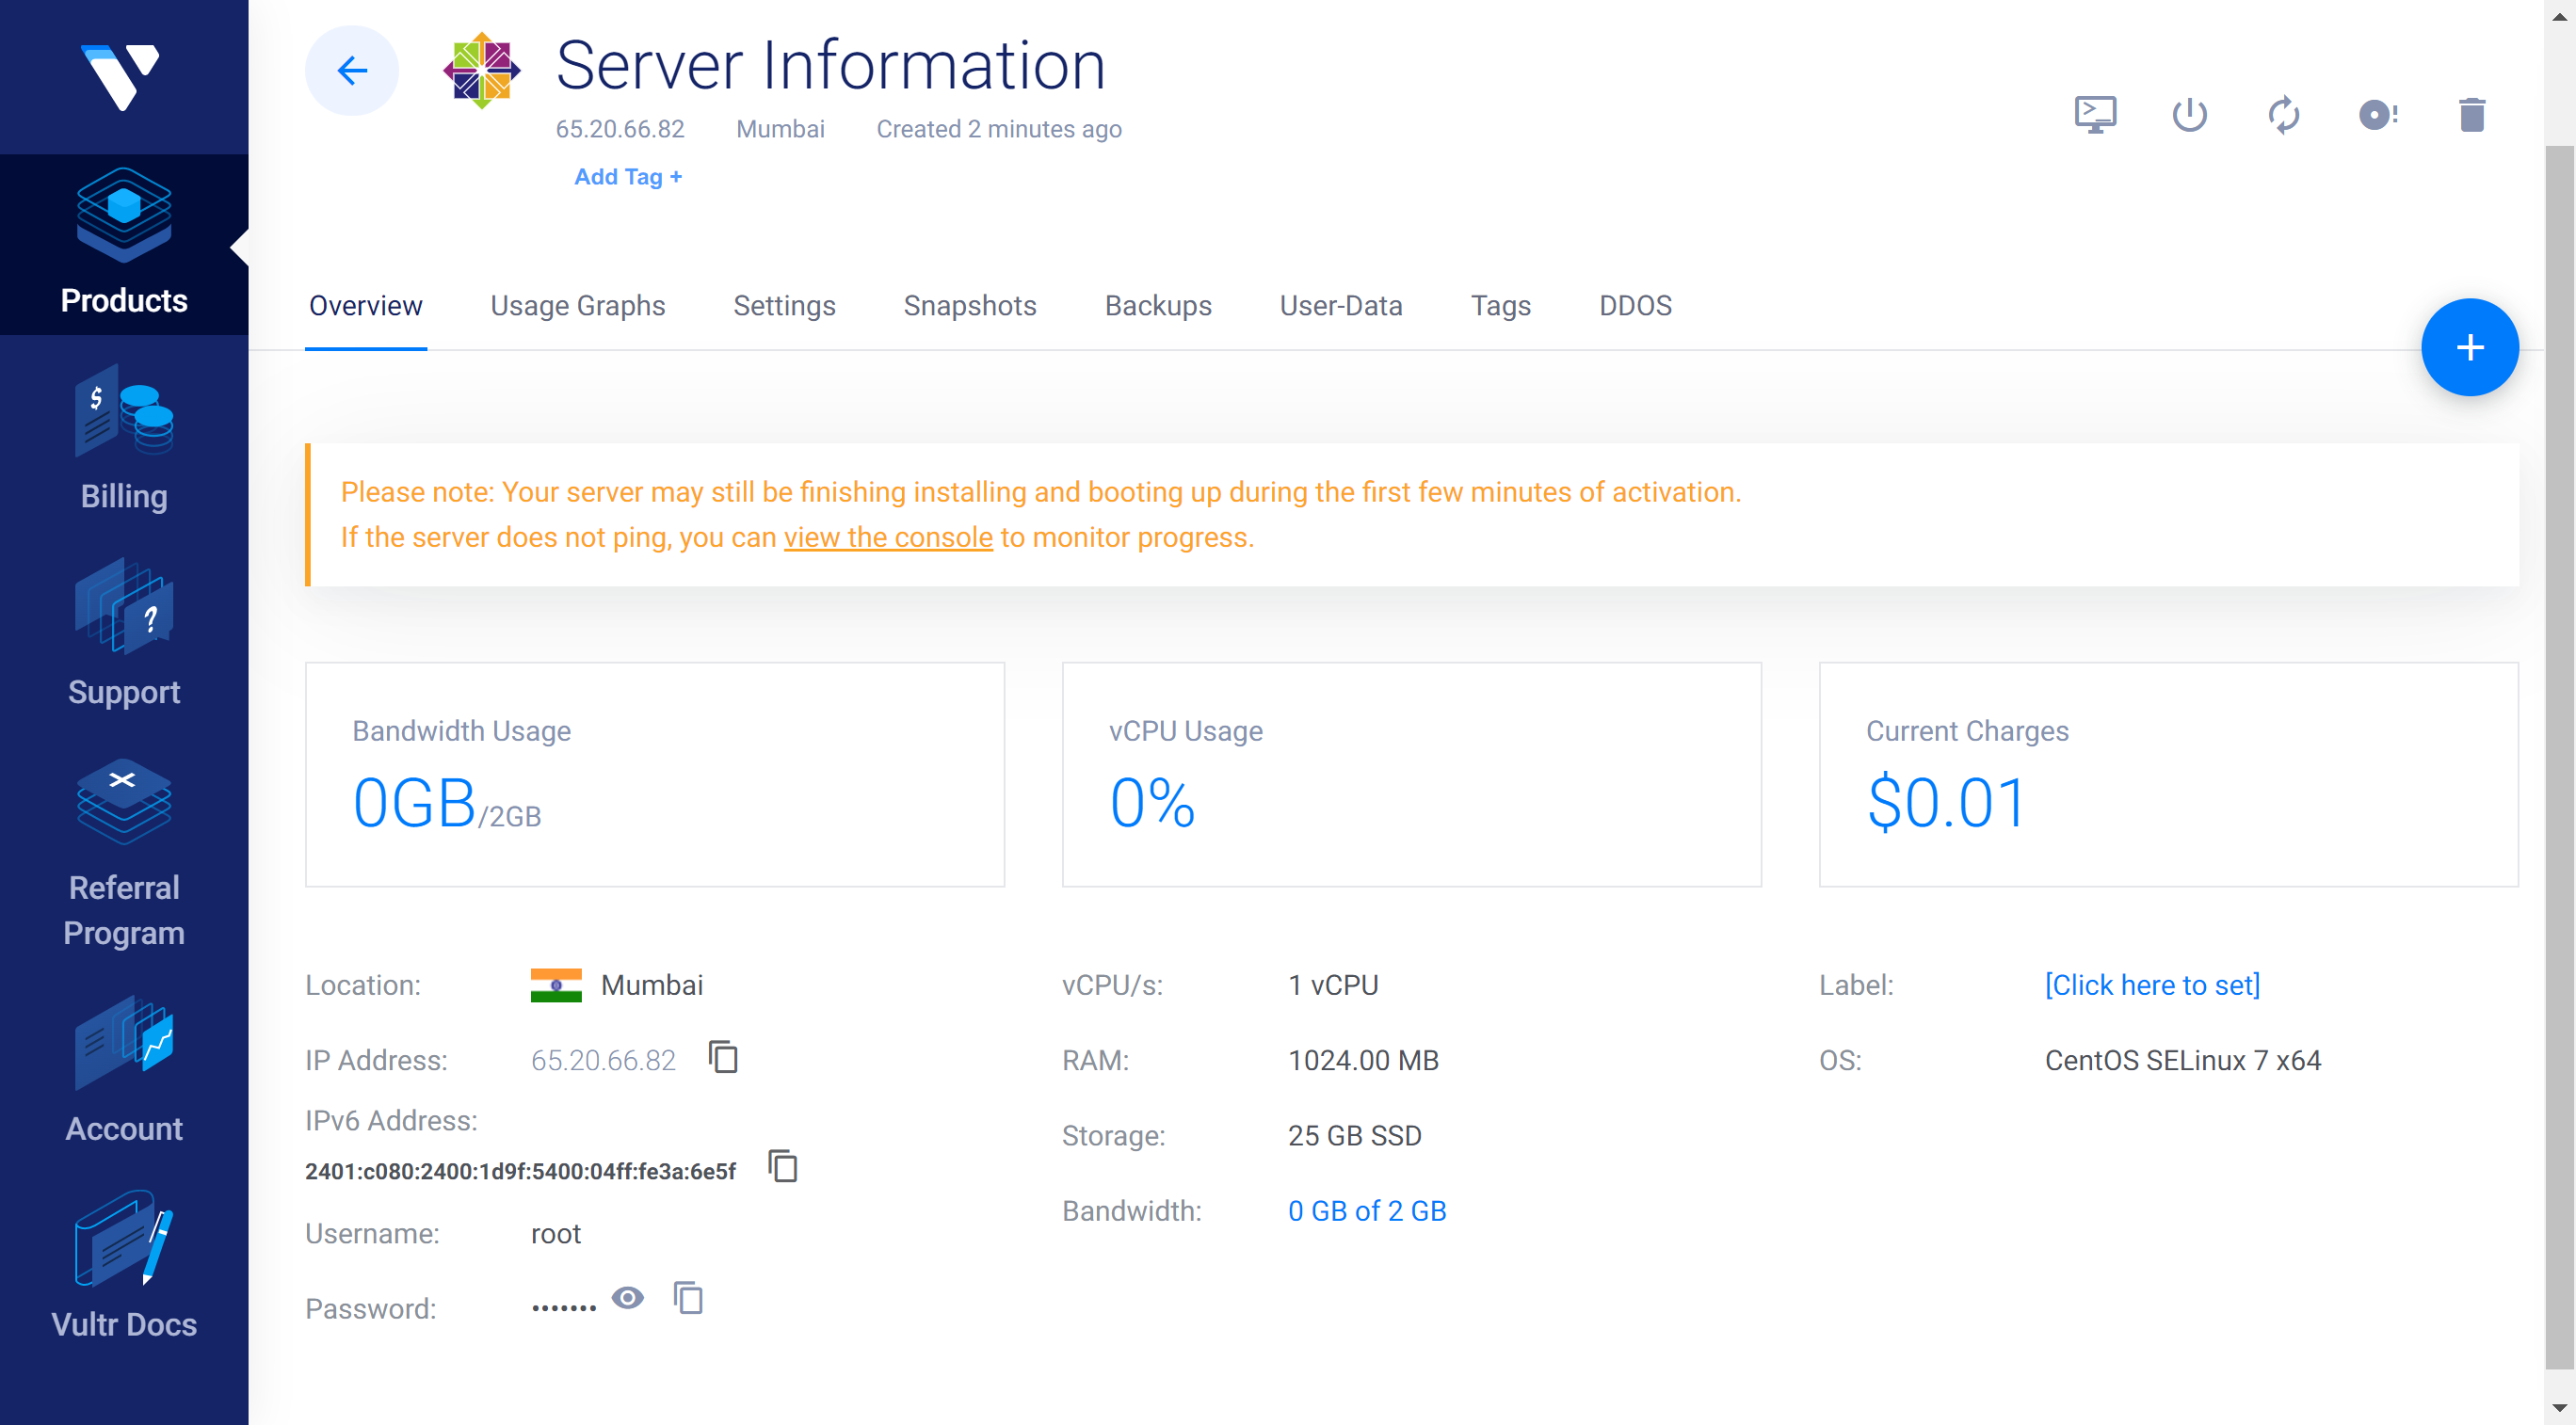 Server Information
65.20.66.82 Mumbai Created 2 minutes ago
Add Tag +
Products
Billing
Support
Referral
Program
Account
Vultr Docs
Overview Usage Graphs Settings Snapshots Backups User-Data Tags DDOS
+
Please note: Your server may still be finishing installing and booting up during the first few minutes of activation.
If the server does not ping, you can view the console to monitor progress.
Bandwidth Usage
0GB/2GB
vCPU Usage
0%
Current Charges
$0.01
Location: Mumbai
IP Address: 65.20.66.82
IPv6 Address:
2401:c080:2400:1d9f:5400:04ff:fe3a:6e5f
Username: root
Password: •••••••
vCPU/s: 1 vCPU
RAM: 1024.00 MB
Storage: 25 GB SSD
Bandwidth: 0 GB of 2 GB
Label: [Click here to set]
OS: CentOS SELinux 7 x64